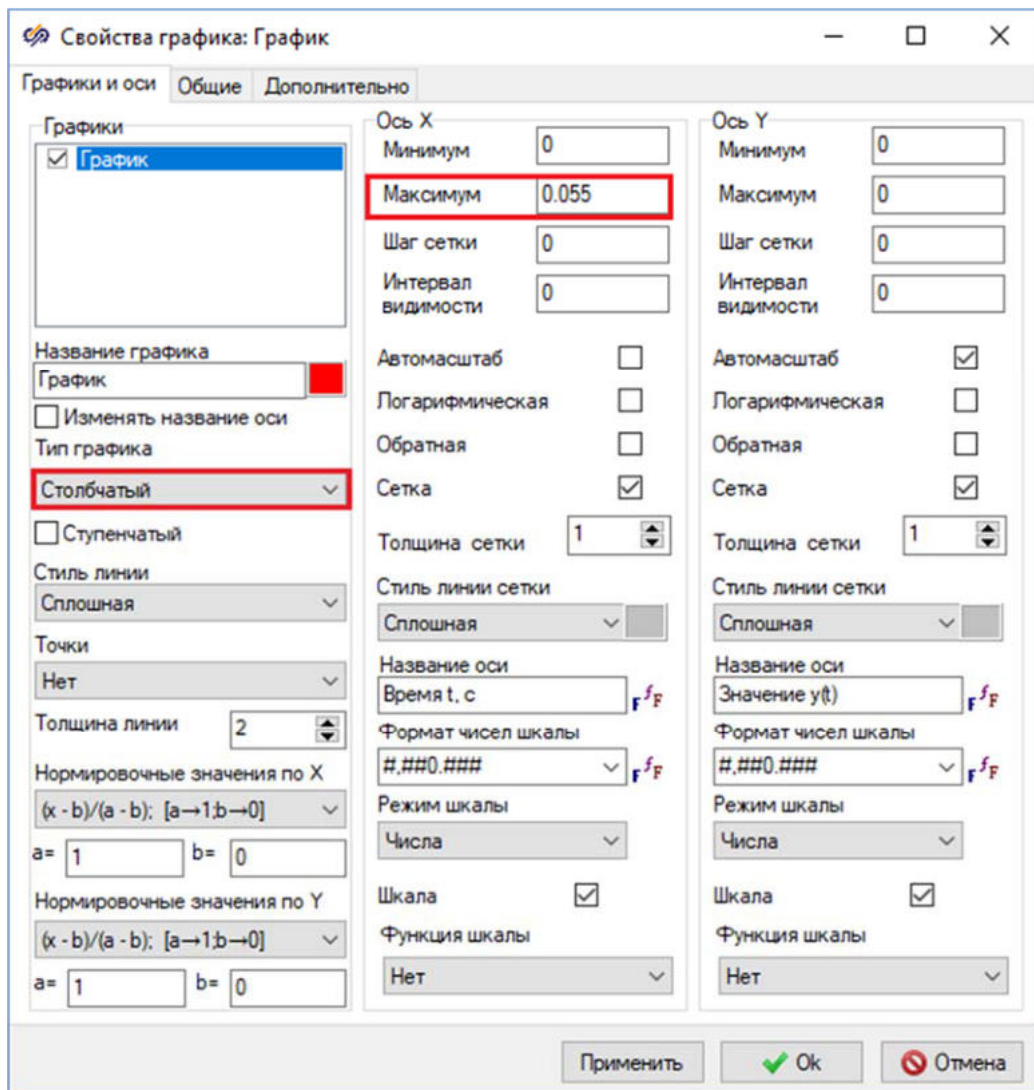 Свойства графика: График
Графики и оси Общие Дополнительно
Графики
График
Название графика
График
Изменять название оси
Тип графика
Столбчатый
Ступенчатый
Стиль линии
Сплошная
Точки
Нет
Толщина линии 2
Нормировочные значения по X
(x - b)/(a - b); [a→1;b→0]
a= 1 b= 0
Нормировочные значения по Y
(x - b)/(a - b); [a→1;b→0]
a= 1 b= 0
Ось X
Минимум 0
Максимум 0.055
Шаг сетки 0
Интервал
видимости 0
Автомасштаб
Логарифмическая
Обратная
Сетка
Толщина сетки 1
Стиль линии сетки
Сплошная
Название оси
Время t, с FfF
Формат чисел шкалы
#,##0.### FfF
Режим шкалы
Числа
Шкала
Функция шкалы
Нет
Ось Y
Минимум 0
Максимум 0
Шаг сетки 0
Интервал
видимости 0
Автомасштаб
Логарифмическая
Обратная
Сетка
Толщина сетки 1
Стиль линии сетки
Сплошная
Название оси
Значение y(t) FfF
Формат чисел шкалы
#,##0.### FfF
Режим шкалы
Числа
Шкала
Функция шкалы
Нет
Применить Ok Отмена